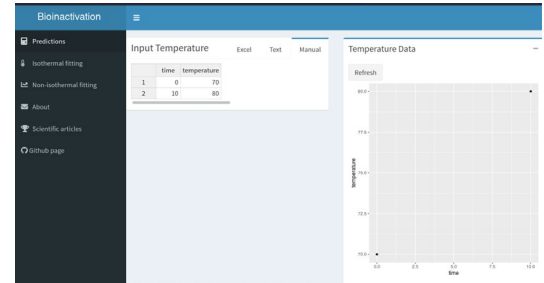 Bioinactivation
Predictions
Isothermal fitting
Non-isothermal fitting
About
Scientific articles
Github page
Input Temperature
Excel Text Manual
time temperature
1 0 70
2 10 80
Temperature Data
Refresh
80.0
77.5
75.0
72.5
70.0
temperature
0.0 2.5 5.0 7.5 10.0
time